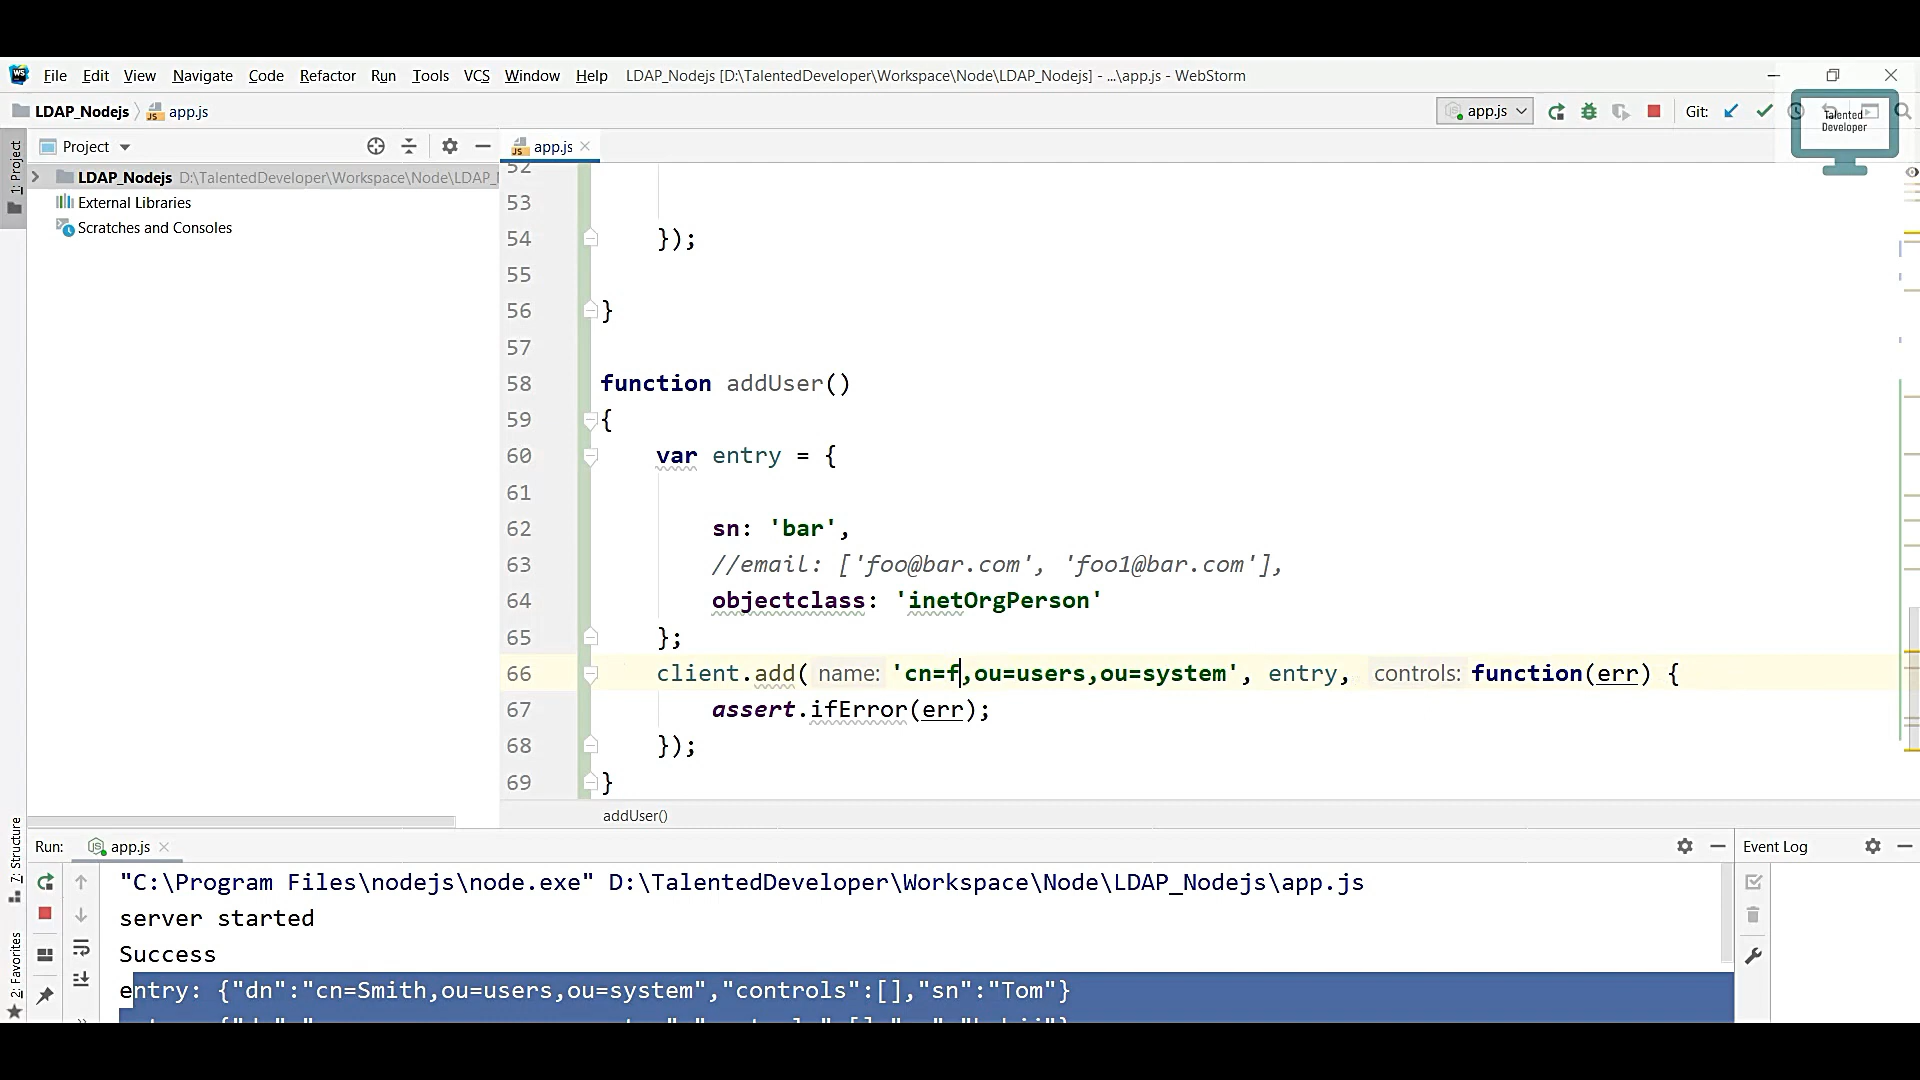 File Edit View Navigate Code Refactor Run Tools VCS Window Help LDAP_Nodejs [D:\TalentedDeveloper\Workspace\Node\LDAP_Nodejs] - ...\app.js - WebStorm
LDAP_Nodejs app.js app.js Git:
Talented
Developer
Project app.js
1: Project
LDAP_Nodejs D:\TalentedDeveloper\Workspace\Node\LDAP_
External Libraries
Scratches and Consoles
52
53
54 });
55
56 }
57
58 function addUser()
59 {
60 var entry = {
61
62 sn: 'bar',
63 //email: ['foo@bar.com', 'foo1@bar.com'],
64 objectclass: 'inetOrgPerson'
65 };
66 client.add( name: 'cn=f,ou=users,ou=system', entry, controls: function(err) {
67 assert.ifError(err);
68 });
69 }
addUser()
7: Structure
2: Favorites
Run: app.js Event Log
"C:\Program Files\nodejs\node.exe" D:\TalentedDeveloper\Workspace\Node\LDAP_Nodejs\app.js
server started
Success
entry: {"dn":"cn=Smith,ou=users,ou=system","controls":[],"sn":"Tom"}